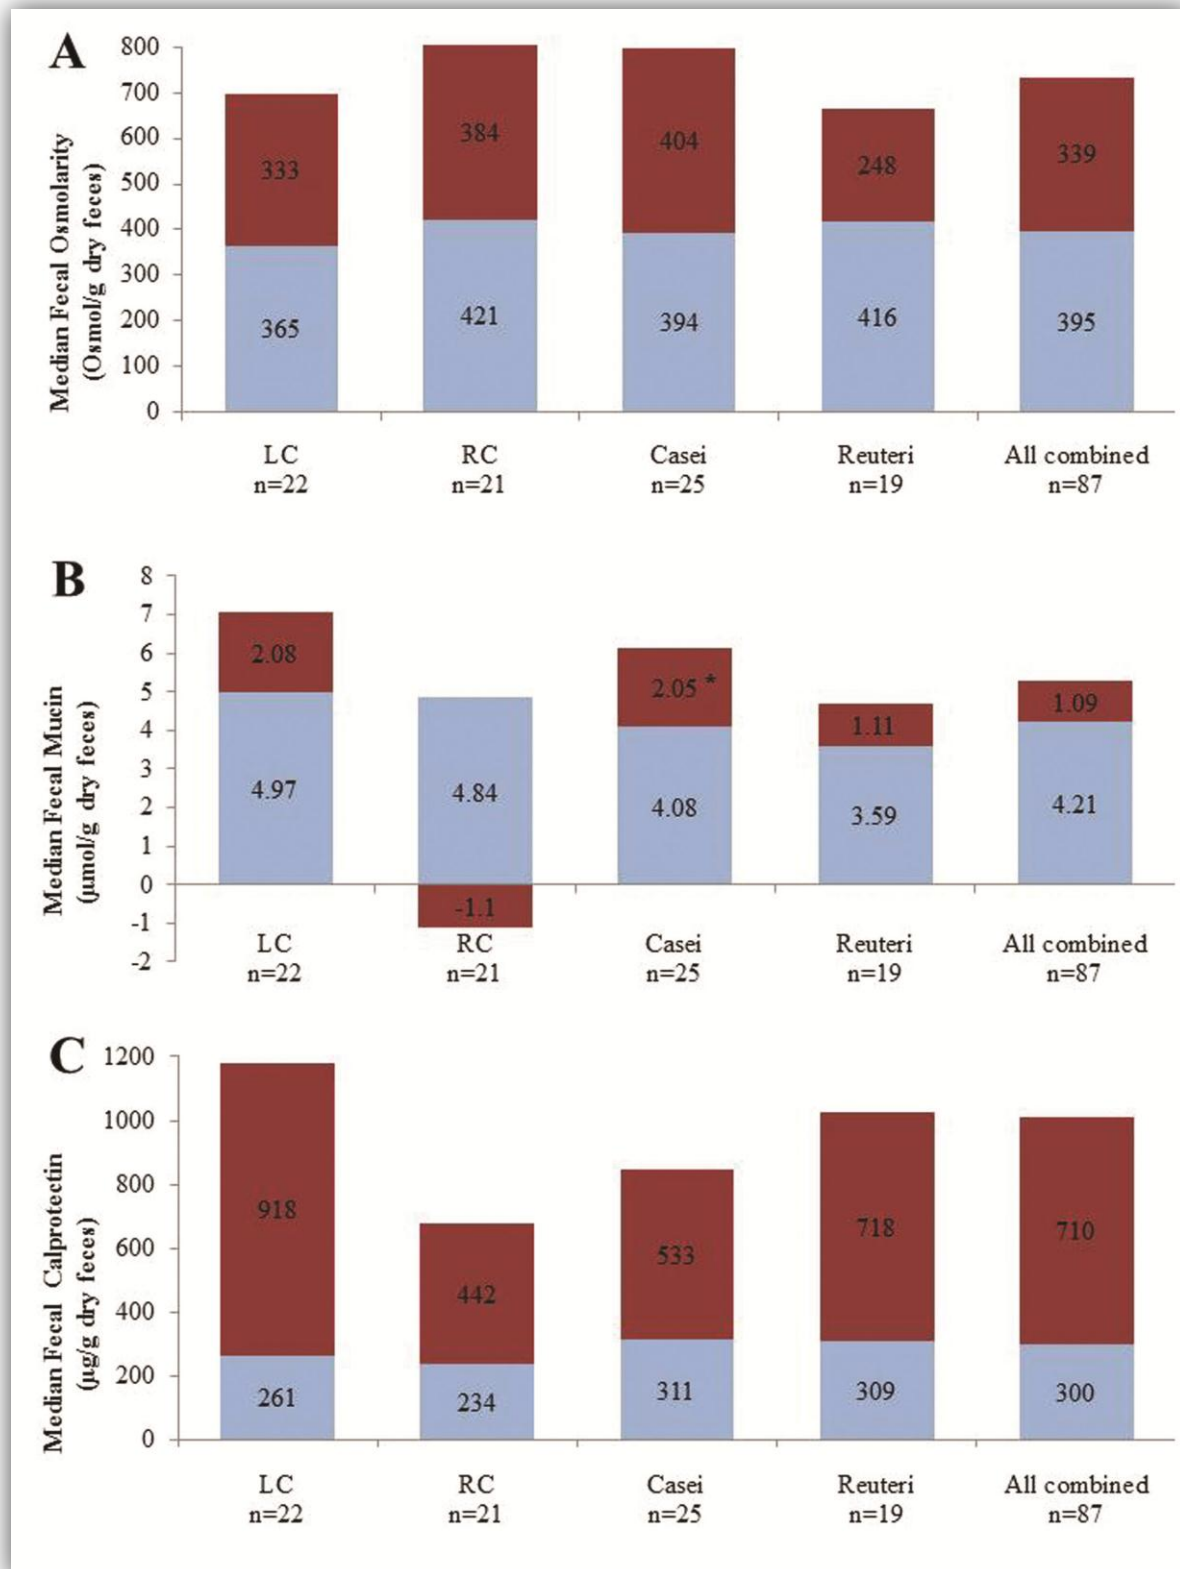 A
Median Fecal Osmolarity
(Osmol/g dry feces)
800
700
600
500
400
300
200
100
0
333
384
404
248
339
365
421
394
416
395
LC
RC
Casei
Reuteri
All combined
n=22
n=21
n=25
n=19
n=87
B
Median Fecal Mucin
(µmol/g dry feces)
8
7
6
5
4
3
2
1
0
-1
-2
2.08
2.05 *
1.11
1.09
4.97
4.84
4.08
3.59
4.21
-1.1
LC
RC
Casei
Reuteri
All combined
n=22
n=21
n=25
n=19
n=87
C
Median Fecal Calprotectin
(µg/g dry feces)
1200
1000
800
600
400
200
0
918
442
533
718
710
261
234
311
309
300
LC
RC
Casei
Reuteri
All combined
n=22
n=21
n=25
n=19
n=87